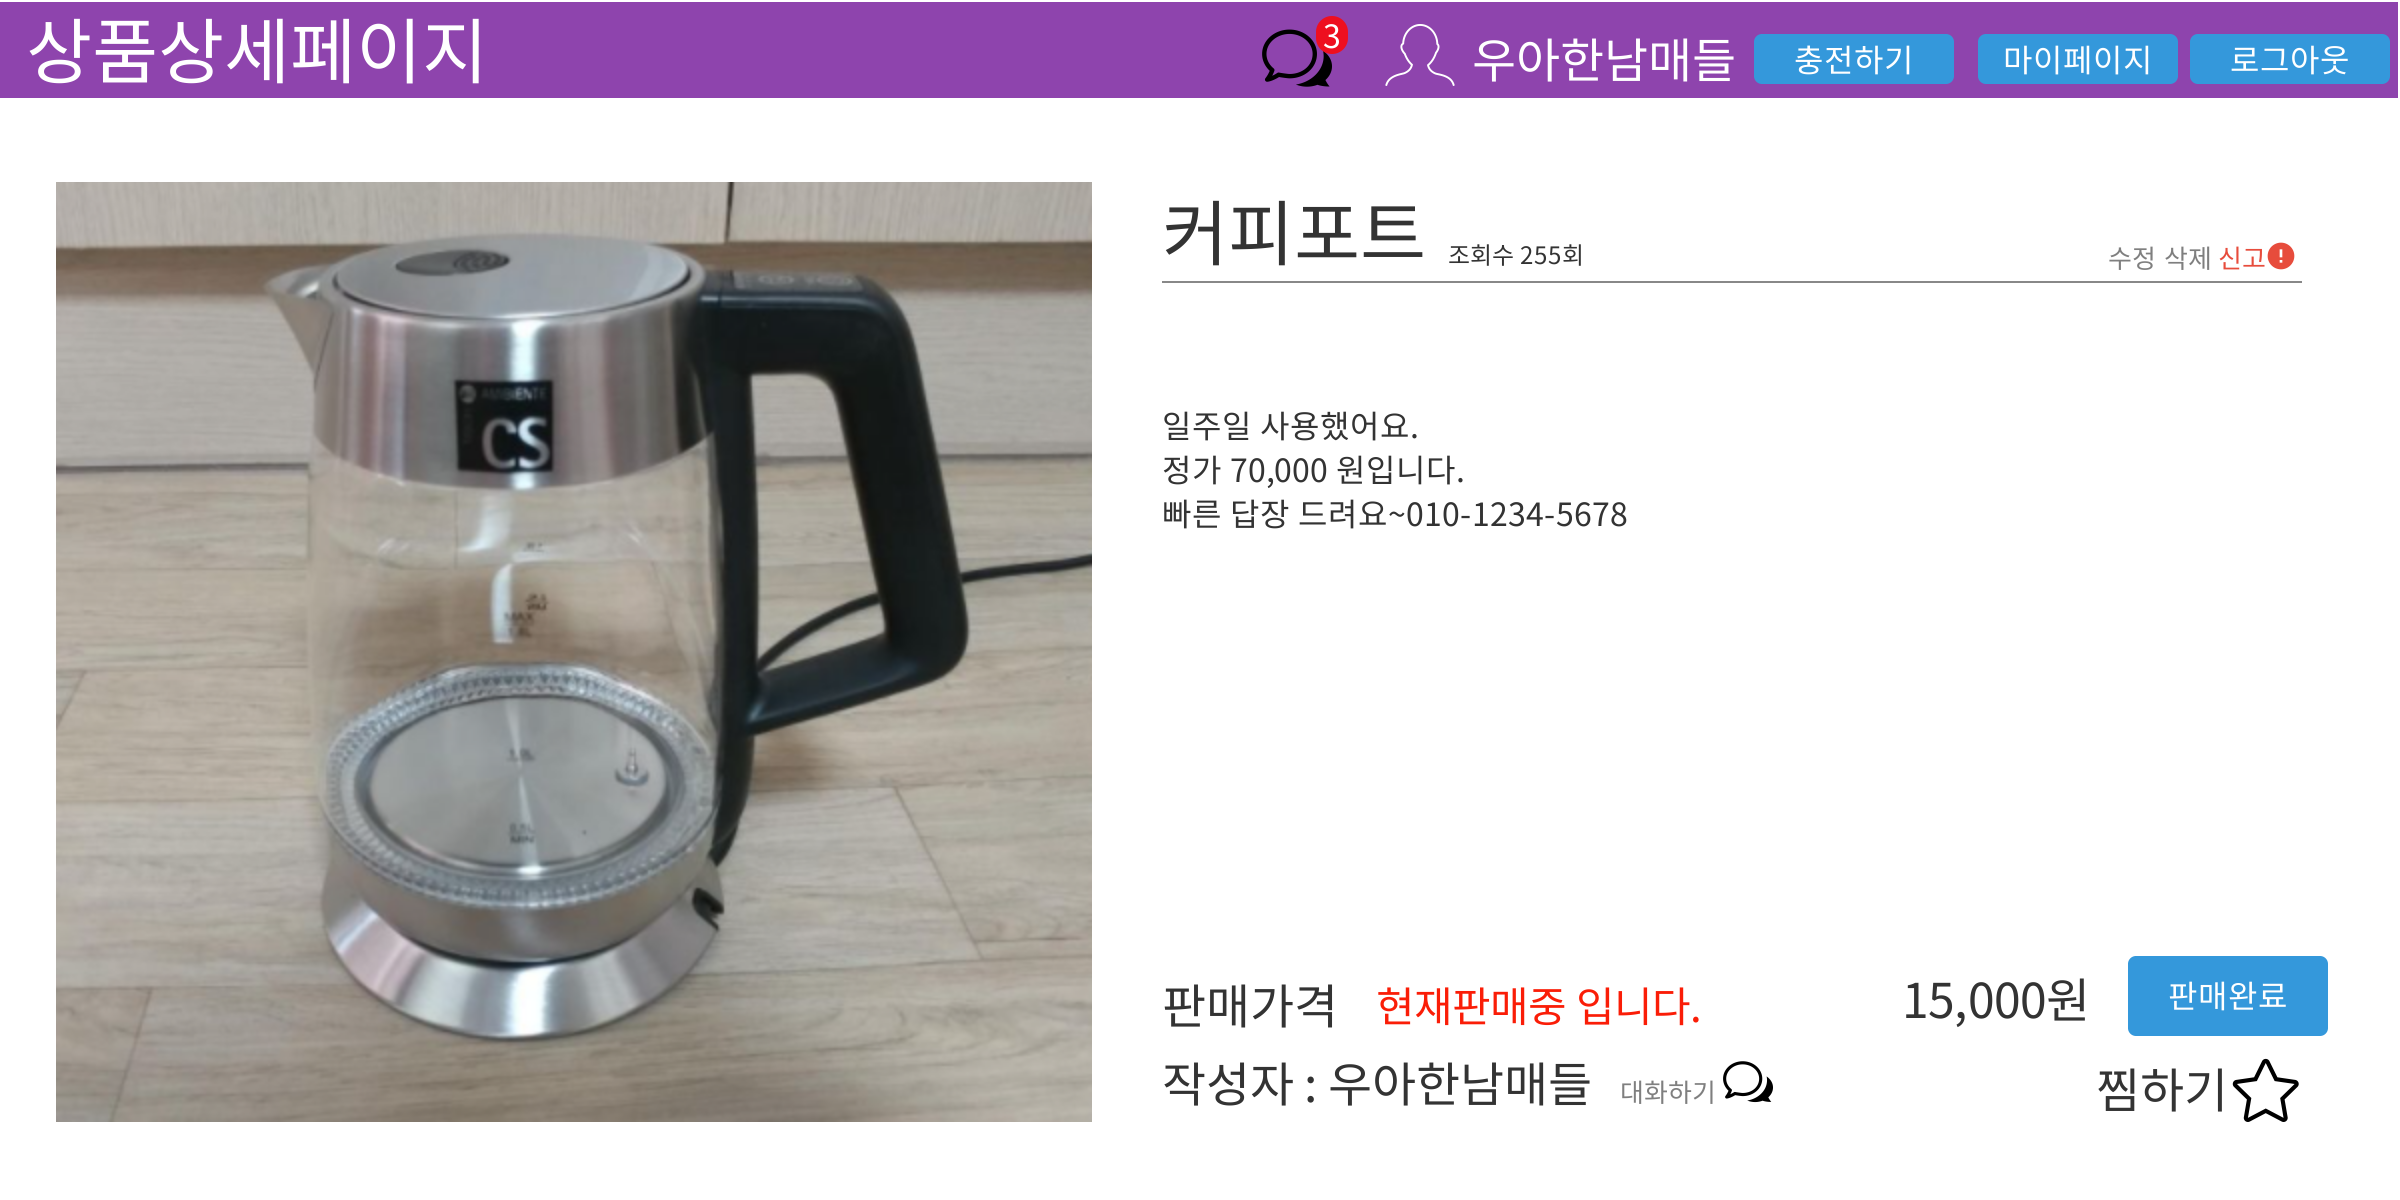 상품상세페이지
3
우아한남매들
충전하기
마이페이지
로그아웃
커피포트
조회수 255회
수정 삭제 신고
AMBIENTE
CS
MAX
MIN
일주일 사용했어요.
정가 70,000 원입니다.
빠른 답장 드려요~010-1234-5678
판매가격 현재판매중 입니다.
15,000원
판매완료
작성자 : 우아한남매들
대화하기
찜하기